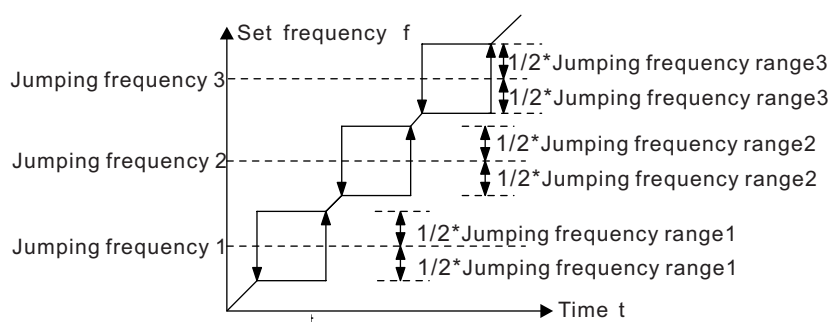 Set frequency f
Jumping frequency 3
1/2*Jumping frequency range3
1/2*Jumping frequency range3
Jumping frequency 2
1/2*Jumping frequency range2
1/2*Jumping frequency range2
Jumping frequency 1
1/2*Jumping frequency range1
1/2*Jumping frequency range1
Time t
t